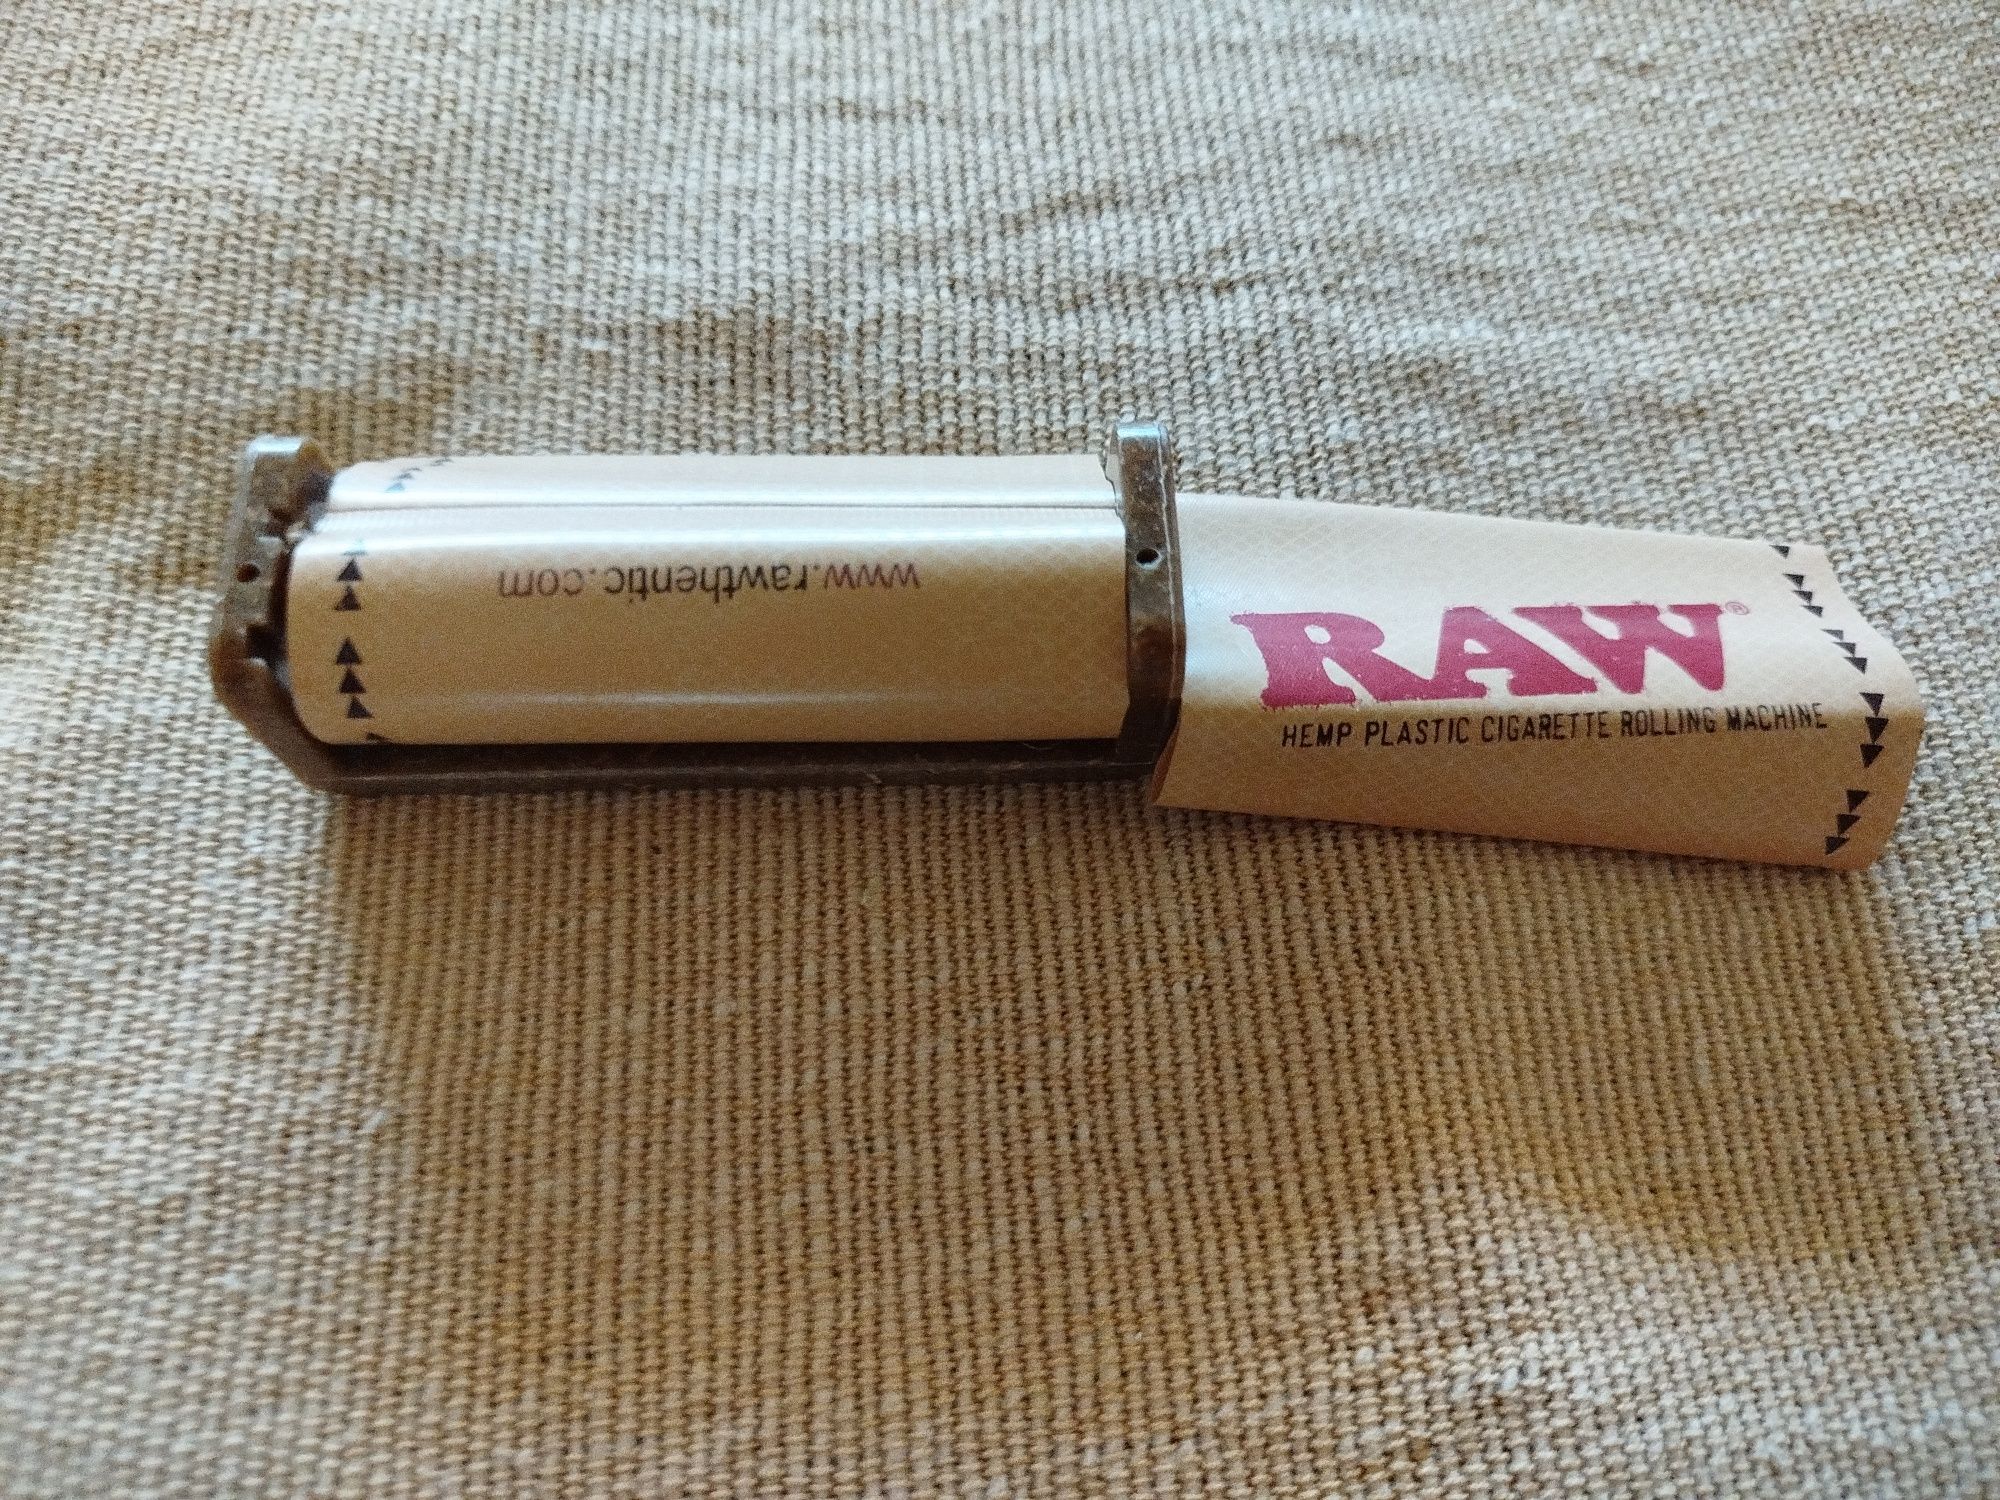 www.rawthentic.com
RAW®
HEMP PLASTIC CIGARETTE ROLLING MACHINE